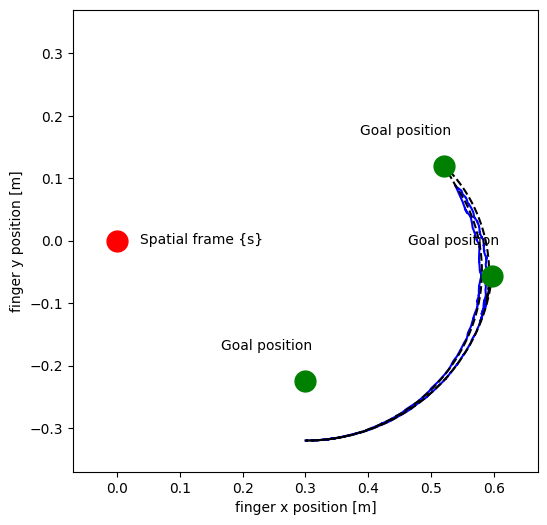 0.3
0.2
Goal position
0.1
0.0
Spatial frame {s}
Goal position
−0.1
Goal position
−0.2
−0.3
0.0 0.1 0.2 0.3 0.4 0.5 0.6
finger x position [m]
finger y position [m]